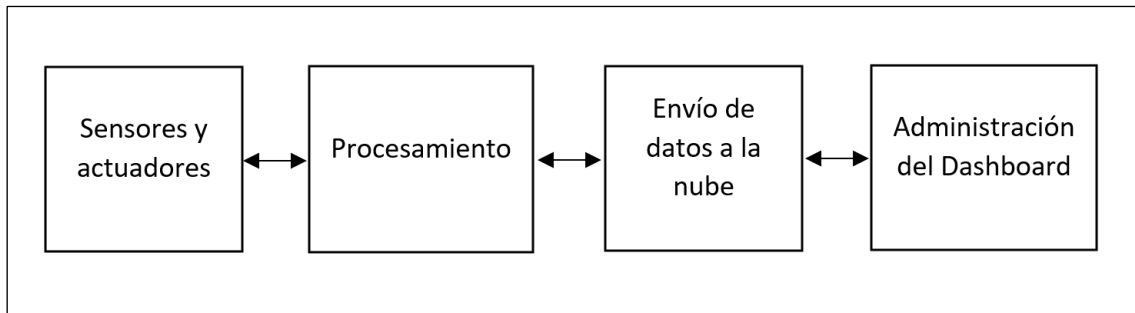 Sensores y
actuadores
Procesamiento
Envío de
datos a la
nube
Administración
del Dashboard